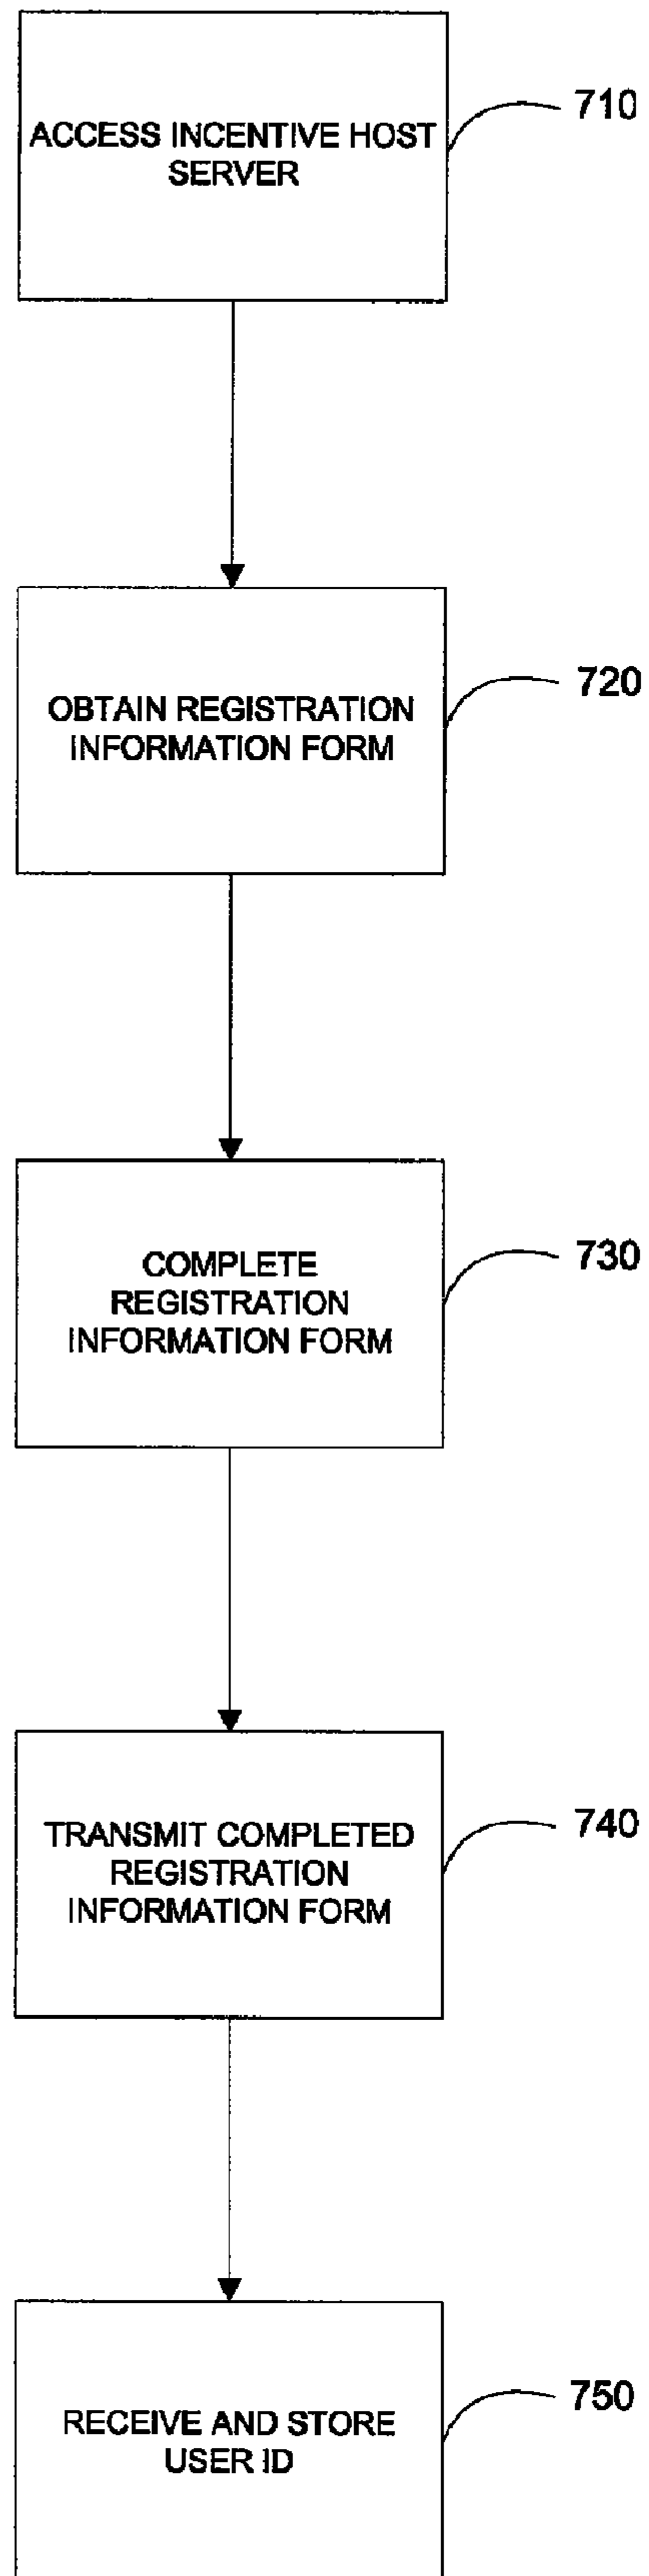 ACCESS INCENTIVE HOST
SERVER
710
OBTAIN REGISTRATION
INFORMATION FORM
720
COMPLETE
REGISTRATION
INFORMATION FORM
730
TRANSMIT COMPLETED
REGISTRATION
INFORMATION FORM
740
RECEIVE AND STORE
USER ID
750